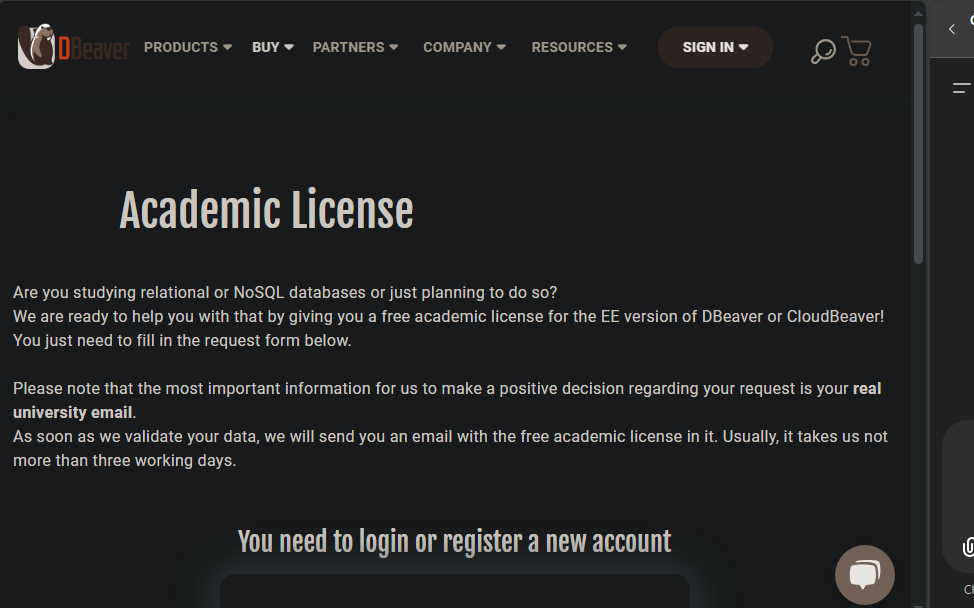 DBeaver
PRODUCTS
BUY
PARTNERS
COMPANY
RESOURCES
SIGN IN
Academic License
Are you studying relational or NoSQL databases or just planning to do so?
We are ready to help you with that by giving you a free academic license for the EE version of DBeaver or CloudBeaver!
You just need to fill in the request form below.
Please note that the most important information for us to make a positive decision regarding your request is your real
university email.
As soon as we validate your data, we will send you an email with the free academic license in it. Usually, it takes us not
more than three working days.
You need to login or register a new account